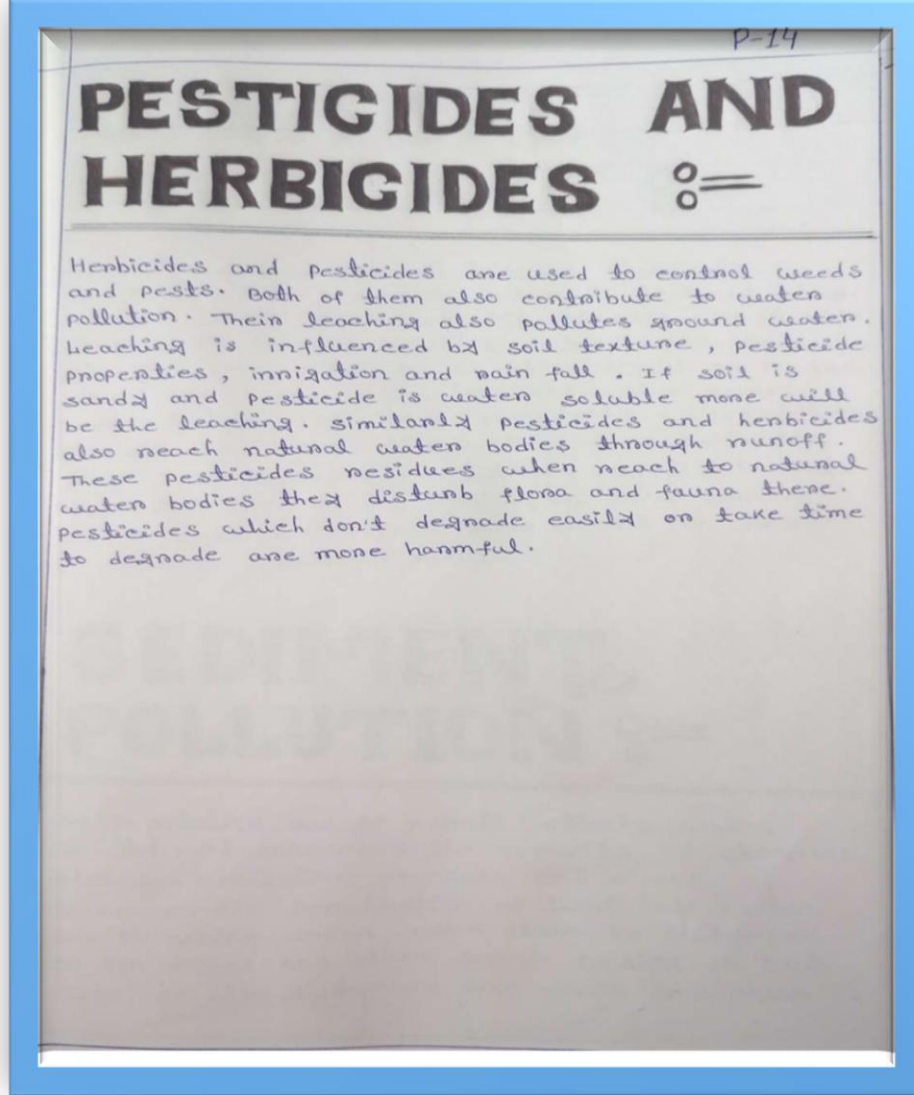 P-14
PESTICIDES AND
HERBICIDES :=
Herbicides and Pesticides are used to control weeds
and pests. Both of them also contribute to water
pollution. Their leaching also pollutes ground water.
Leaching is influenced by soil texture, pesticide
properties, irrigation and rain fall. If soil is
sandy and pesticide is water soluble more will
be the leaching. Similarly pesticides and herbicides
also reach natural water bodies through runoff.
These pesticides residues when reach to natural
water bodies they disturb flora and fauna there.
Pesticides which don't degrade easily or take time
to degrade are more harmful.
SEDIMENT
POLLUTION :-